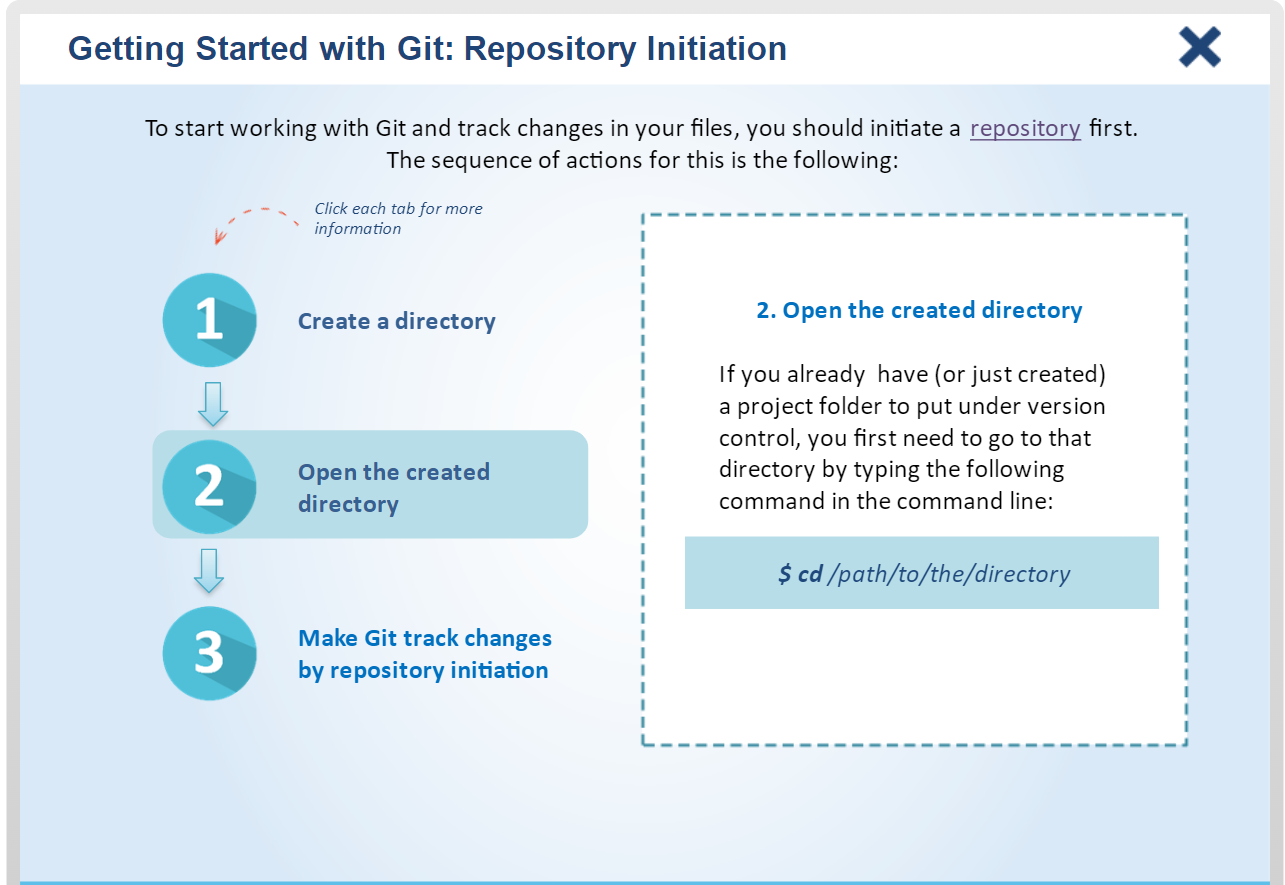 Getting Started with Git: Repository Initiation
To start working with Git and track changes in your files, you should initiate a repository first.
The sequence of actions for this is the following:
Click each tab for more
information
1
Create a directory
2
Open the created
directory
3
Make Git track changes
by repository initiation
2. Open the created directory
If you already have (or just created)
a project folder to put under version
control, you first need to go to that
directory by typing the following
command in the command line:
$ cd /path/to/the/directory